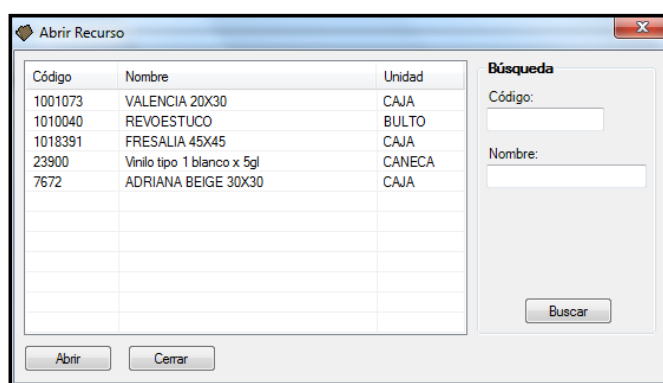 Abrir Recurso
Código Nombre Unidad
1001073 VALENCIA 20X30 CAJA
1010040 REVOESTUCO BULTO
1018391 FRESALIA 45X45 CAJA
23900 Vinilo tipo 1 blanco x 5gl CANECA
7672 ADRIANA BEIGE 30X30 CAJA
Búsqueda
Código:
Nombre:
Buscar
Abrir Cerrar